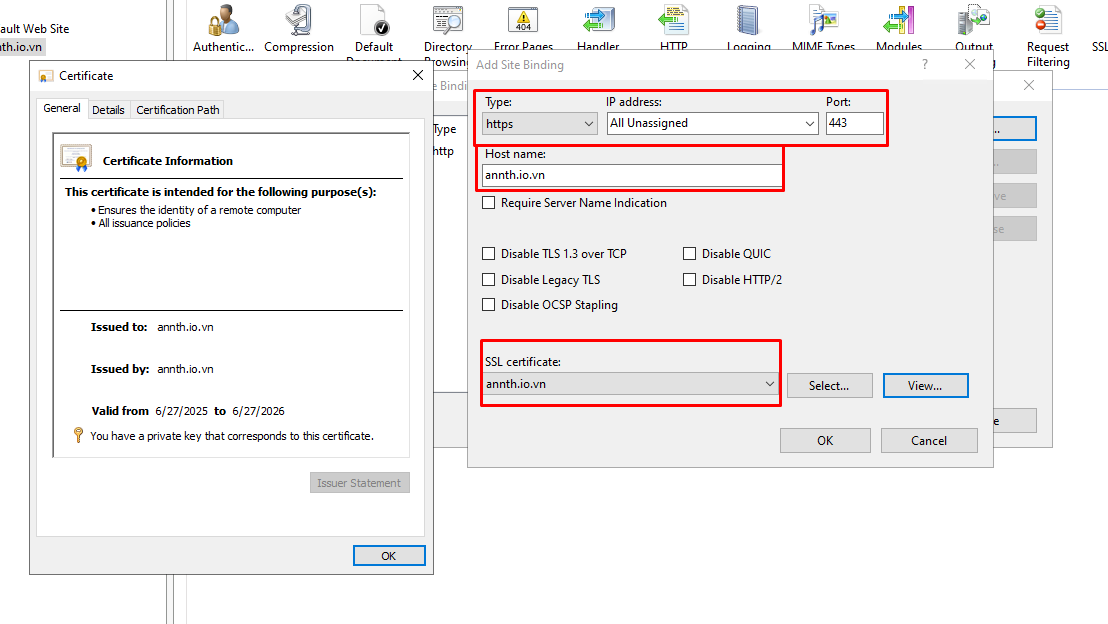 ault Web Site
nth.io.vn
Authentic...
Compression
Default
Document
Directory
Browsing
Error Pages
Handler
HTTP
Logging
MIME Types
Modules
Output
Request
Filtering
SSL
Certificate
General
Details
Certification Path
Certificate Information
This certificate is intended for the following purpose(s):
• Ensures the identity of a remote computer
• All issuance policies
Issued to: annth.io.vn
Issued by: annth.io.vn
Valid from 6/27/2025 to 6/27/2026
You have a private key that corresponds to this certificate.
Issuer Statement
OK
e Bindi
Type
http
Add Site Binding
?
Type:
IP address:
Port:
https
All Unassigned
443
Host name:
annth.io.vn
Require Server Name Indication
Disable TLS 1.3 over TCP
Disable QUIC
Disable Legacy TLS
Disable HTTP/2
Disable OCSP Stapling
SSL certificate:
annth.io.vn
Select...
View...
OK
Cancel
...
ve
se
e